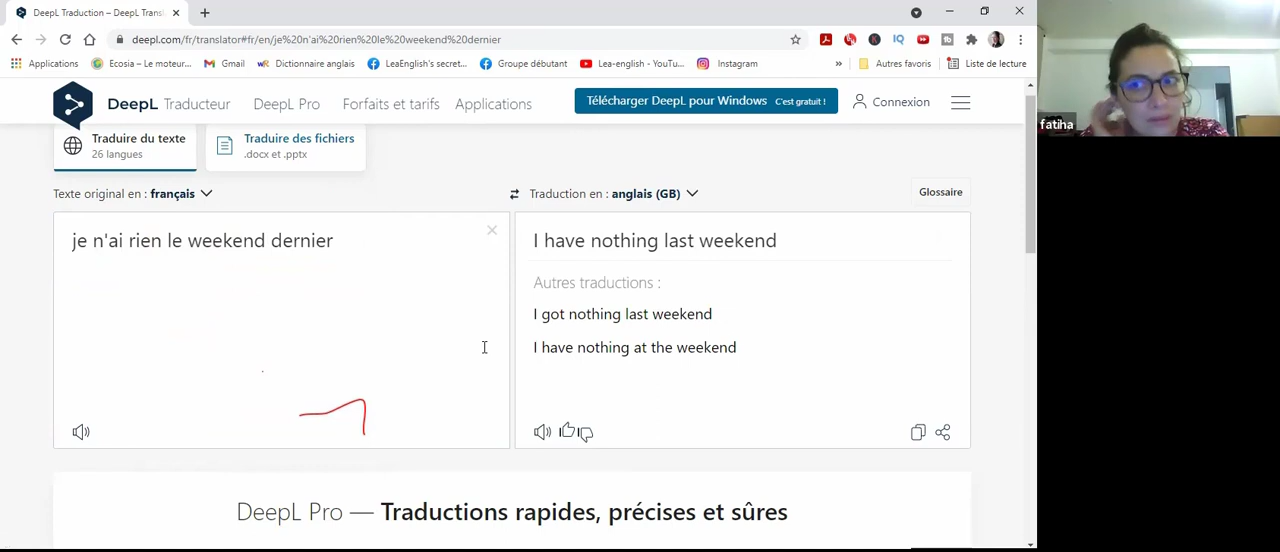 DeepL Traduction – DeepL Trans
deepl.com/fr/translator#fr/en/je%20n'ai%20rien%20le%20weekend%20dernier
Applications
Ecosia – Le moteur...
Gmail
Dictionnaire anglais
LeaEnglish's secret...
Groupe débutant
Lea-english - YouTu...
Instagram
»
Autres favoris
Liste de lecture
DeepL Traducteur
DeepL Pro
Forfaits et tarifs
Applications
Télécharger DeepL pour Windows C'est gratuit !
Connexion
Traduire du texte
26 langues
Traduire des fichiers
.docx et .pptx
Texte original en : français
Traduction en : anglais (GB)
Glossaire
je n'ai rien le weekend dernier
I have nothing last weekend
Autres traductions :
I got nothing last weekend
I have nothing at the weekend
DeepL Pro — Traductions rapides, précises et sûres
fatiha